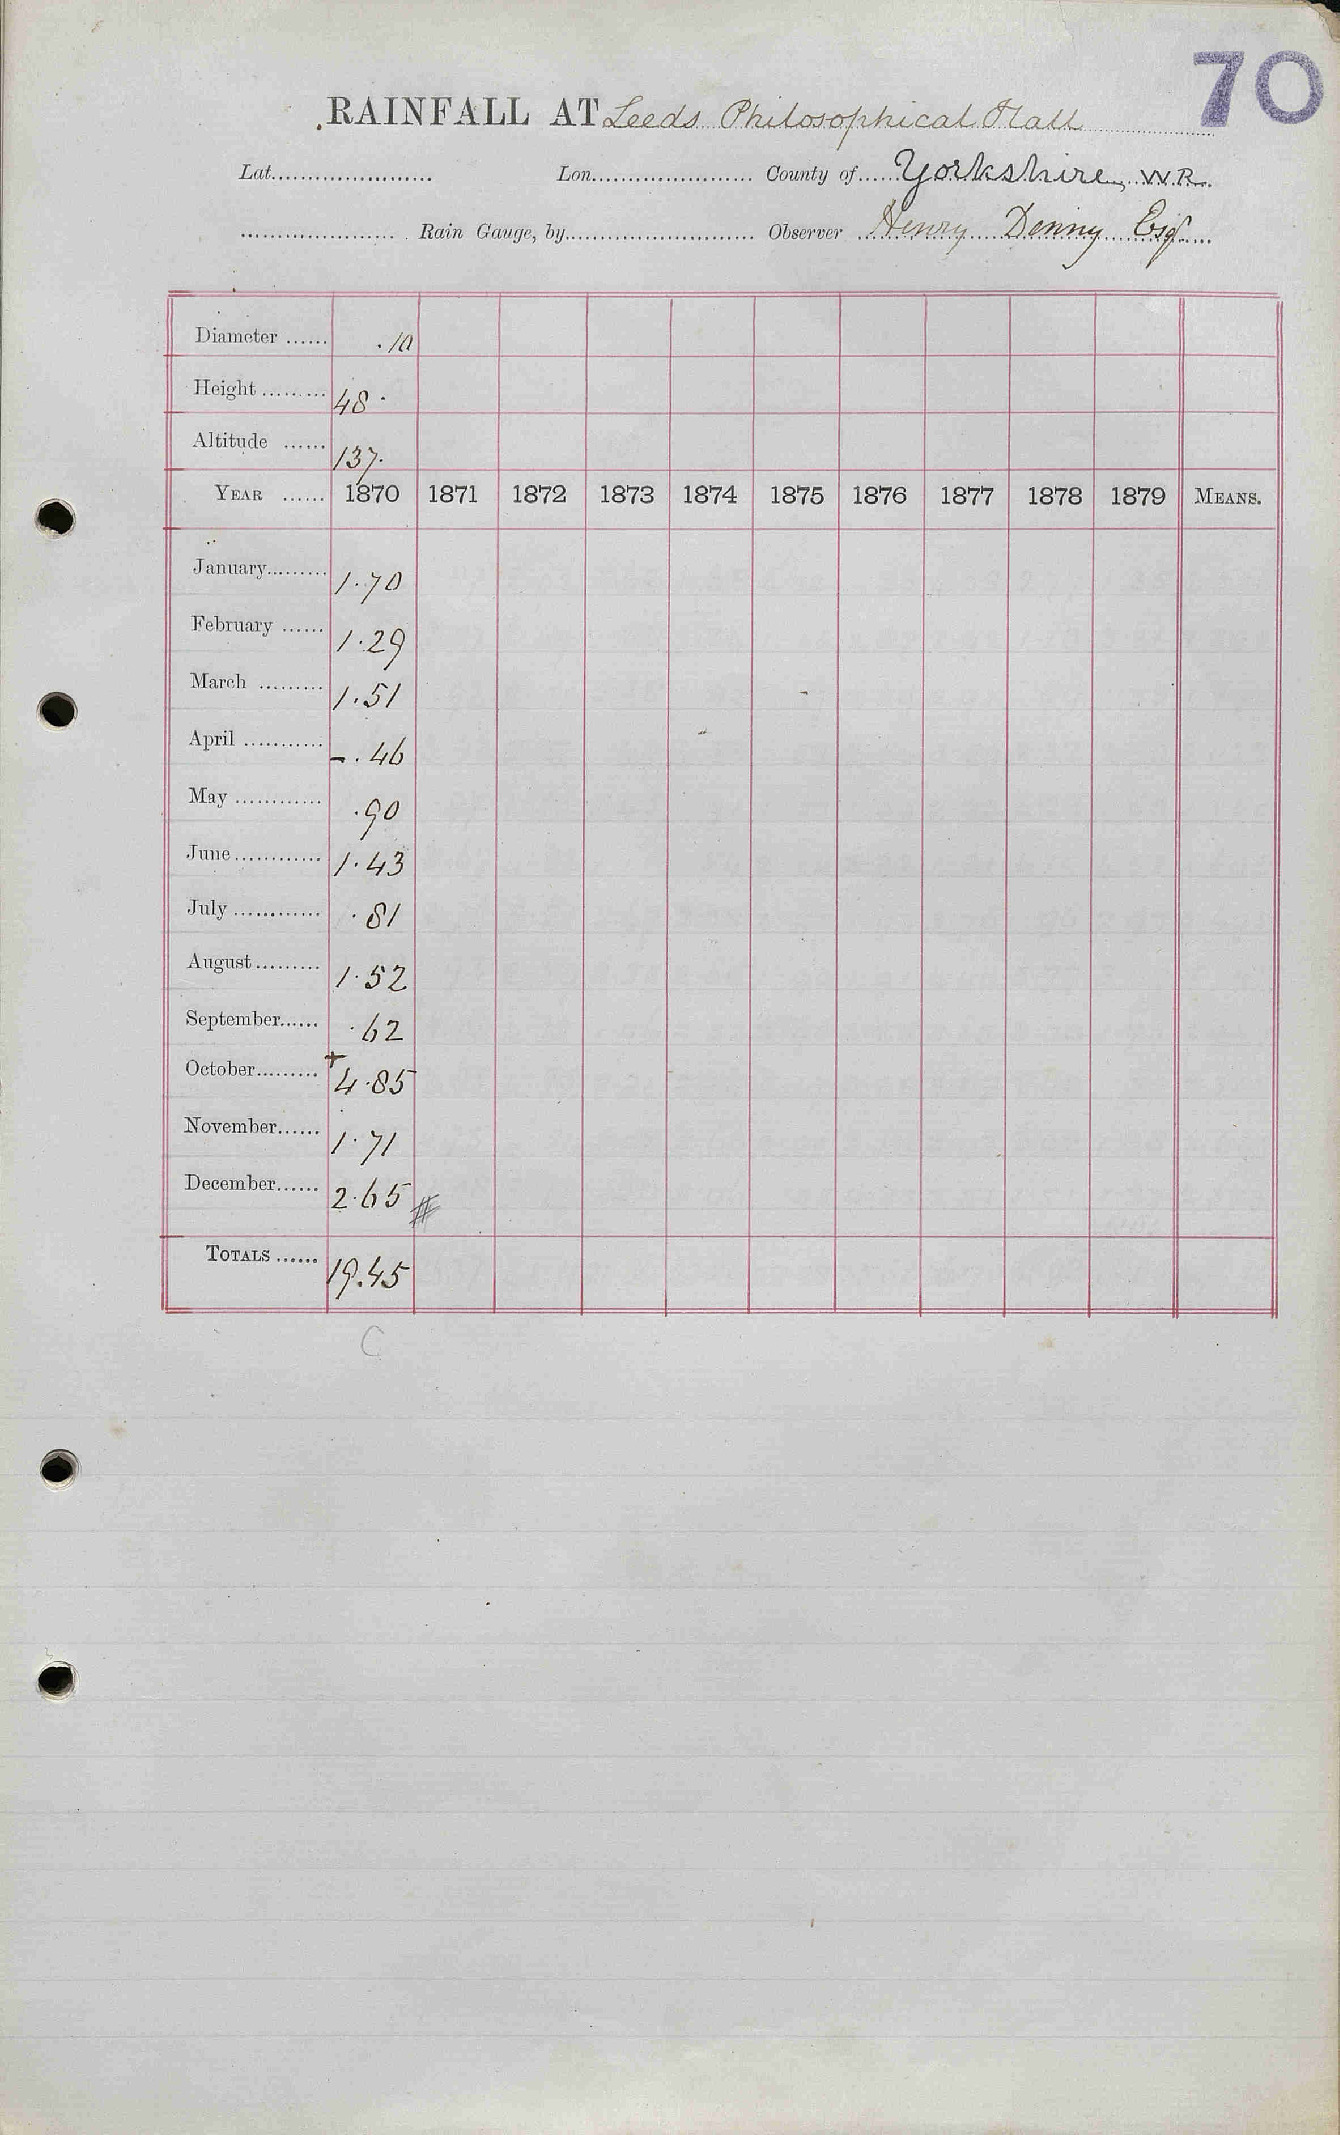 70
RAINFALL AT Leeds Philosophical Hall
Lat...................... Lon...................... County of..... Yorkshire, W.R.
..................... Rain Gauge, by......................... Observer Henry Denny Esq.
Diameter ...... .10
Height ......... 48.
Altitude ...... 137.
YEAR ...... 1870 1871 1872 1873 1874 1875 1876 1877 1878 1879 MEANS.
January......... 1.70
February ...... 1.29
March ......... 1.51
April ........... - .46
May ............ .90
June ............ 1.43
July ............ .81
August ......... 1.52
September...... .62
October......... + 4.85
November...... 1.71
December...... 2.65 #
TOTALS ...... 19.45
C